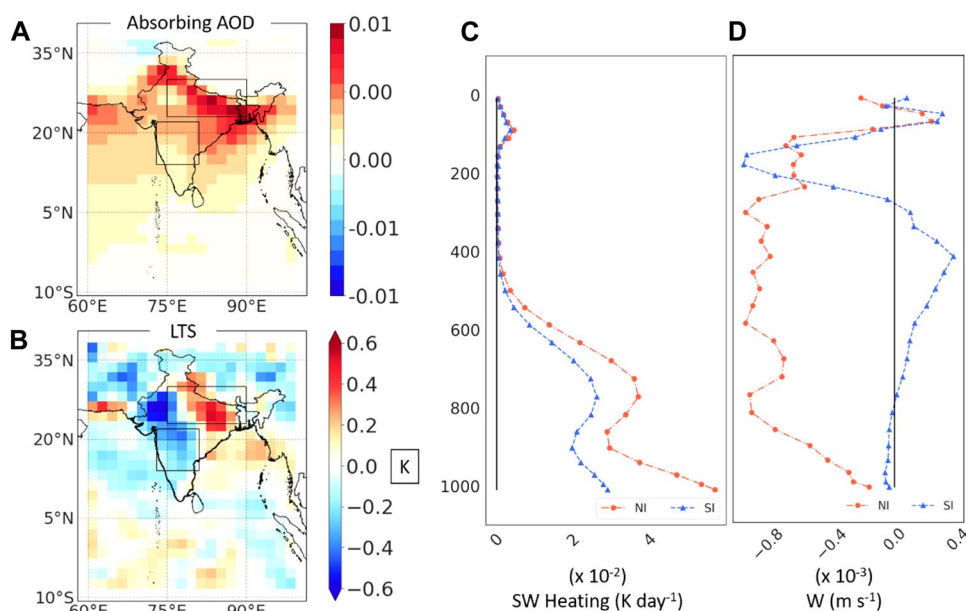 A
Absorbing AOD
35°N
20°N
5°N
10°S
60°E
75°E
90°E
0.01
0.00
0.00
-0.01
-0.01
B
LTS
35°N
20°N
5°N
10°S
60°E
75°E
90°E
0.6
0.4
0.2
0.0
−0.2
−0.4
−0.6
K
C
0
200
400
600
800
1000
NI
SI
2
4
(x 10-2)
SW Heating (K day-1)
D
NI
SI
−0.8
−0.4
0.0
0.4
(x 10-3)
W (m s-1)